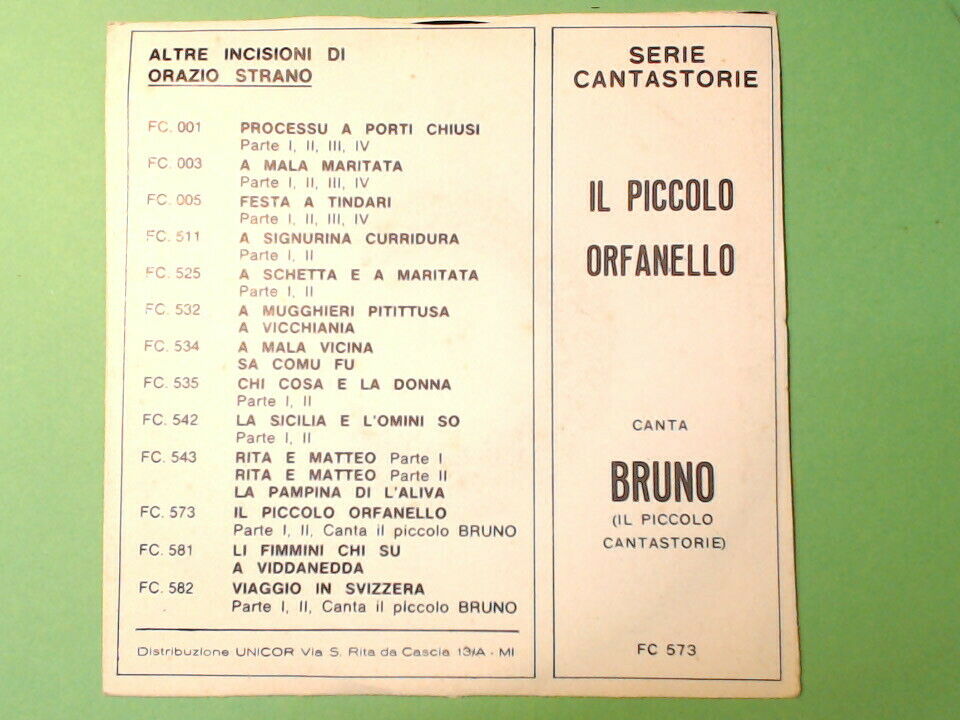 ALTRE INCISIONI DI
ORAZIO STRANO
FC. 001 PROCESSU A PORTI CHIUSI
Parte I, II, III, IV
FC. 003 A MALA MARITATA
Parte I, II, III, IV
FC. 005 FESTA A TINDARI
Parte I, II, III, IV
FC. 511 A SIGNURINA CURRIDURA
Parte I, II
FC. 525 A SCHETTA E A MARITATA
Parte I, II
FC. 532 A MUGGHIERI PITITTUSA
A VICCHIANIA
FC. 534 A MALA VICINA
SA COMU FU
FC. 535 CHI COSA E LA DONNA
Parte I, II
FC. 542 LA SICILIA E L'OMINI SO
Parte I, II
FC. 543 RITA E MATTEO Parte I
RITA E MATTEO Parte II
LA PAMPINA DI L'ALIVA
FC. 573 IL PICCOLO ORFANELLO
Parte I, II, Canta il piccolo BRUNO
FC. 581 LI FIMMINI CHI SU
A VIDDANEDDA
FC. 582 VIAGGIO IN SVIZZERA
Parte I, II, Canta il piccolo BRUNO
Distribuzione UNICOR Via S. Rita da Cascia 13/A - MI
SERIE
CANTASTORIE
IL PICCOLO
ORFANELLO
CANTA
BRUNO
(IL PICCOLO
CANTASTORIE)
FC 573